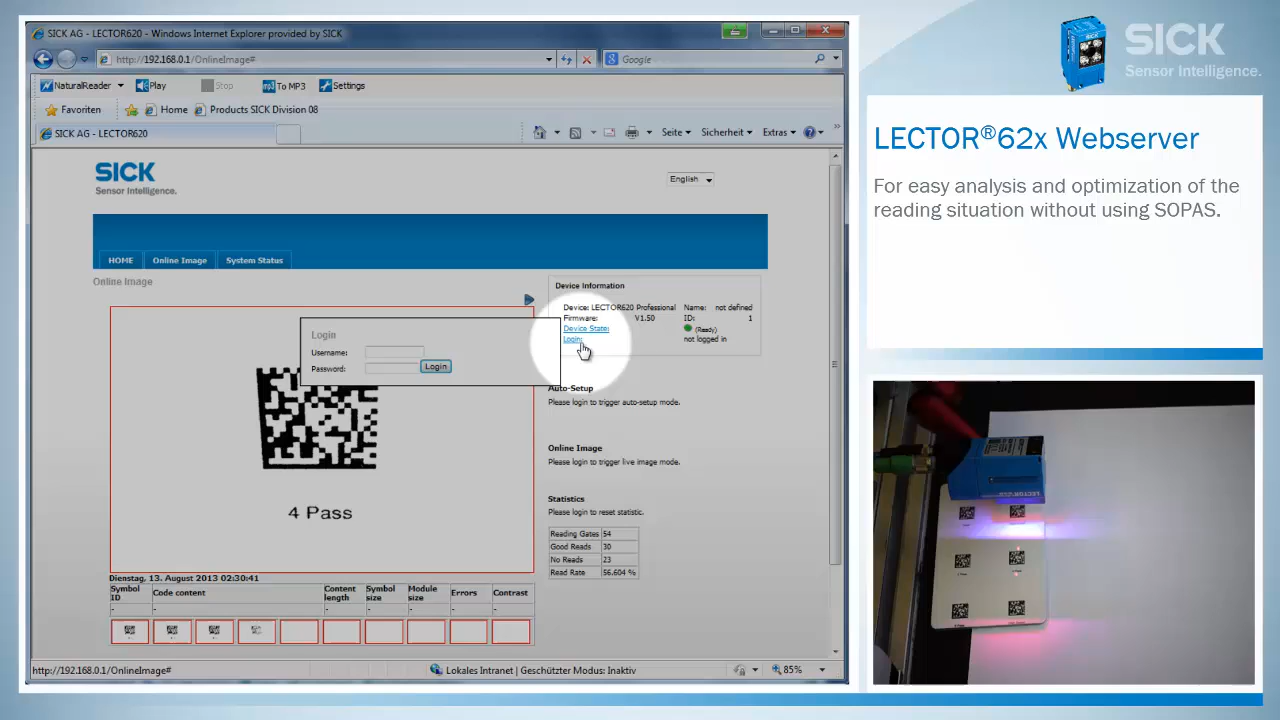 SICK AG - LECTOR620 - Windows Internet Explorer provided by SICK
http://192.168.0.1/OnlineImage#
Google
NaturalReader
Play
Stop
To MP3
Settings
Favoriten
Home
Products SICK Division 08
SICK AG - LECTOR620
Seite
Sicherheit
Extras
SICK
Sensor Intelligence.
English
HOME
Online Image
System Status
Online Image
Login
Username:
Password:
Login
4 Pass
Device Information
Device: LECTOR620 Professional
Name: not defined
Firmware: V1.50
ID: 1
Device State:
(Ready)
Login:
not logged in
Auto-Setup
Please login to trigger auto-setup mode.
Online Image
Please login to trigger live image mode.
Statistics
Please login to reset statistic.
Reading Gates 54
Good Reads 30
No Reads 23
Read Rate 56.604 %
Dienstag, 13. August 2013 02:30:41
Symbol ID
Code content
Content length
Symbol size
Module size
Errors
Contrast
- - - - - - -
http://192.168.0.1/OnlineImage#
Lokales Intranet | Geschützter Modus: Inaktiv
85%
SICK
Sensor Intelligence.
LECTOR®62x Webserver
For easy analysis and optimization of the
reading situation without using SOPAS.